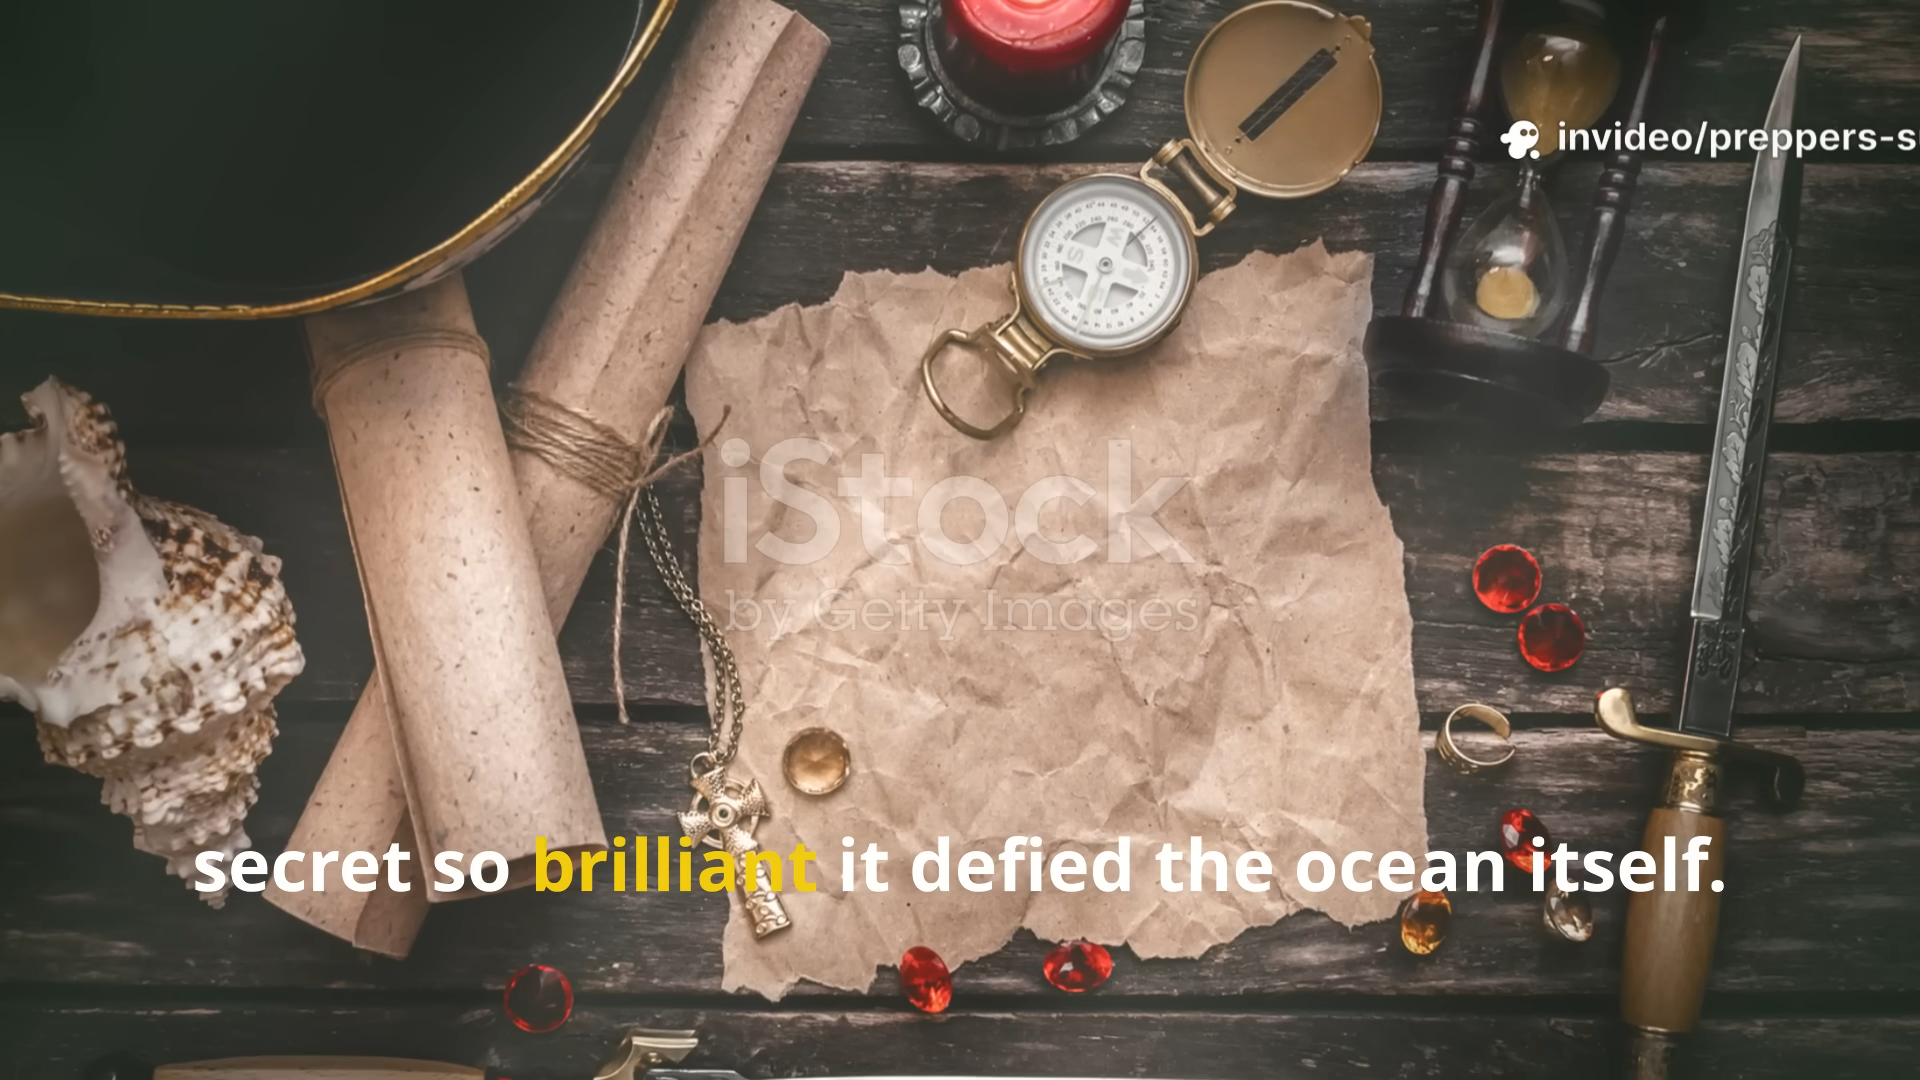 invideo/preppers-s
iStock
by Getty Images
secret so brilliant it defied the ocean itself.